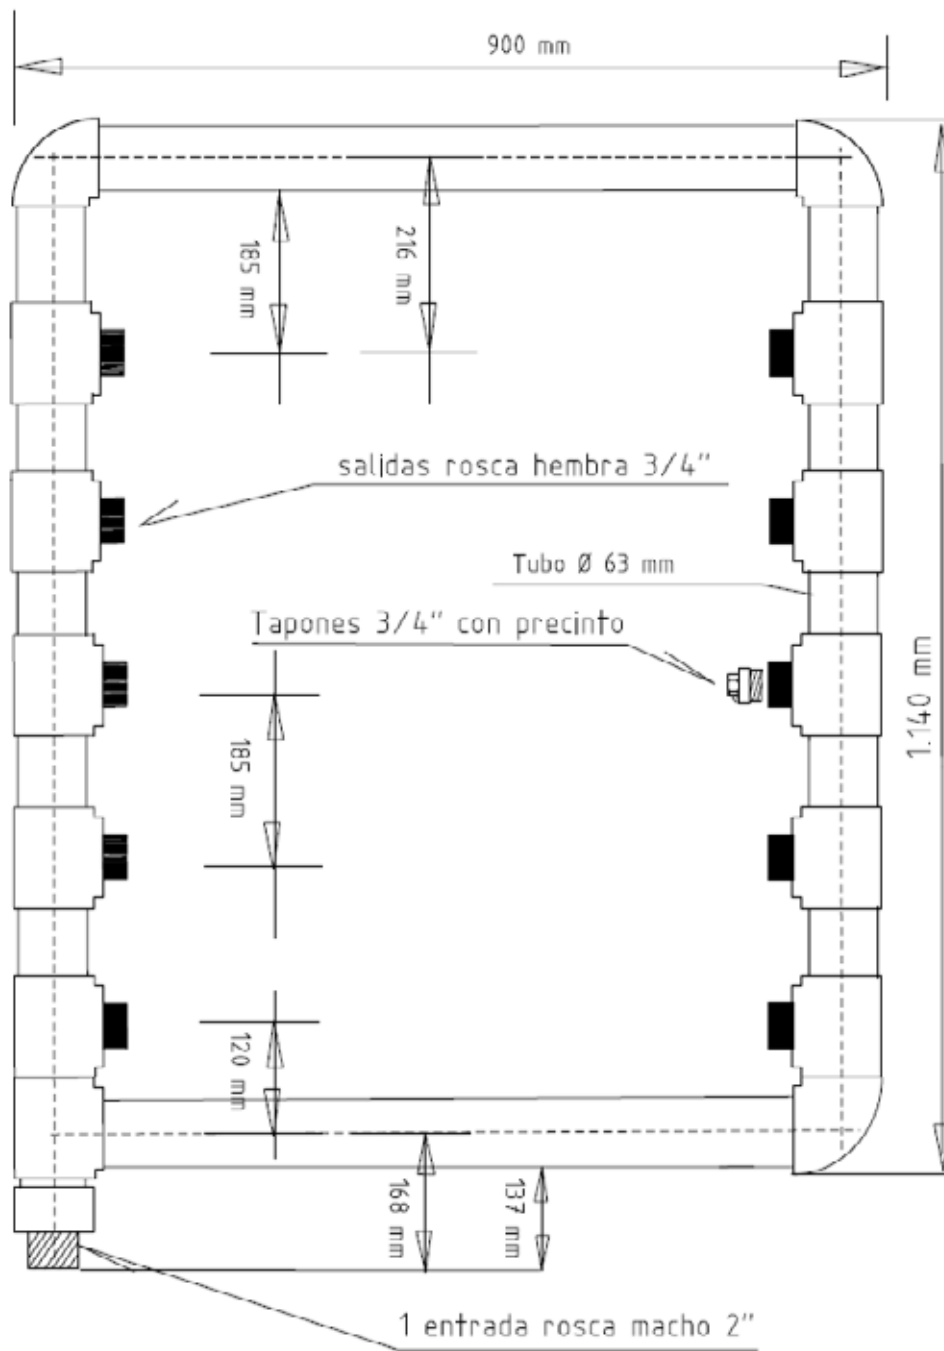 900 mm
185 mm
216 mm
salidas rosca hembra 3/4"
Tubo Ø 63 mm
Tapones 3/4" con precinto
1.140 mm
185 mm
120 mm
168 mm
137 mm
1 entrada rosca macho 2"